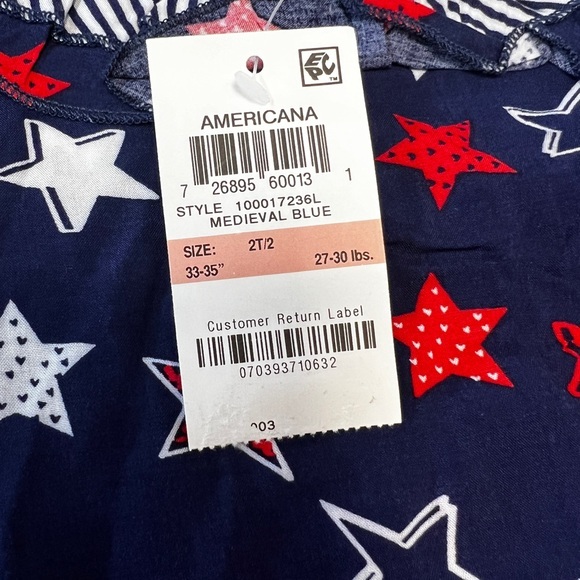 EPC™
AMERICANA
7 26895 60013 1
STYLE 100017236L
MEDIEVAL BLUE
SIZE: 2T/2
33-35" 27-30 lbs.
Customer Return Label
070393710632
003